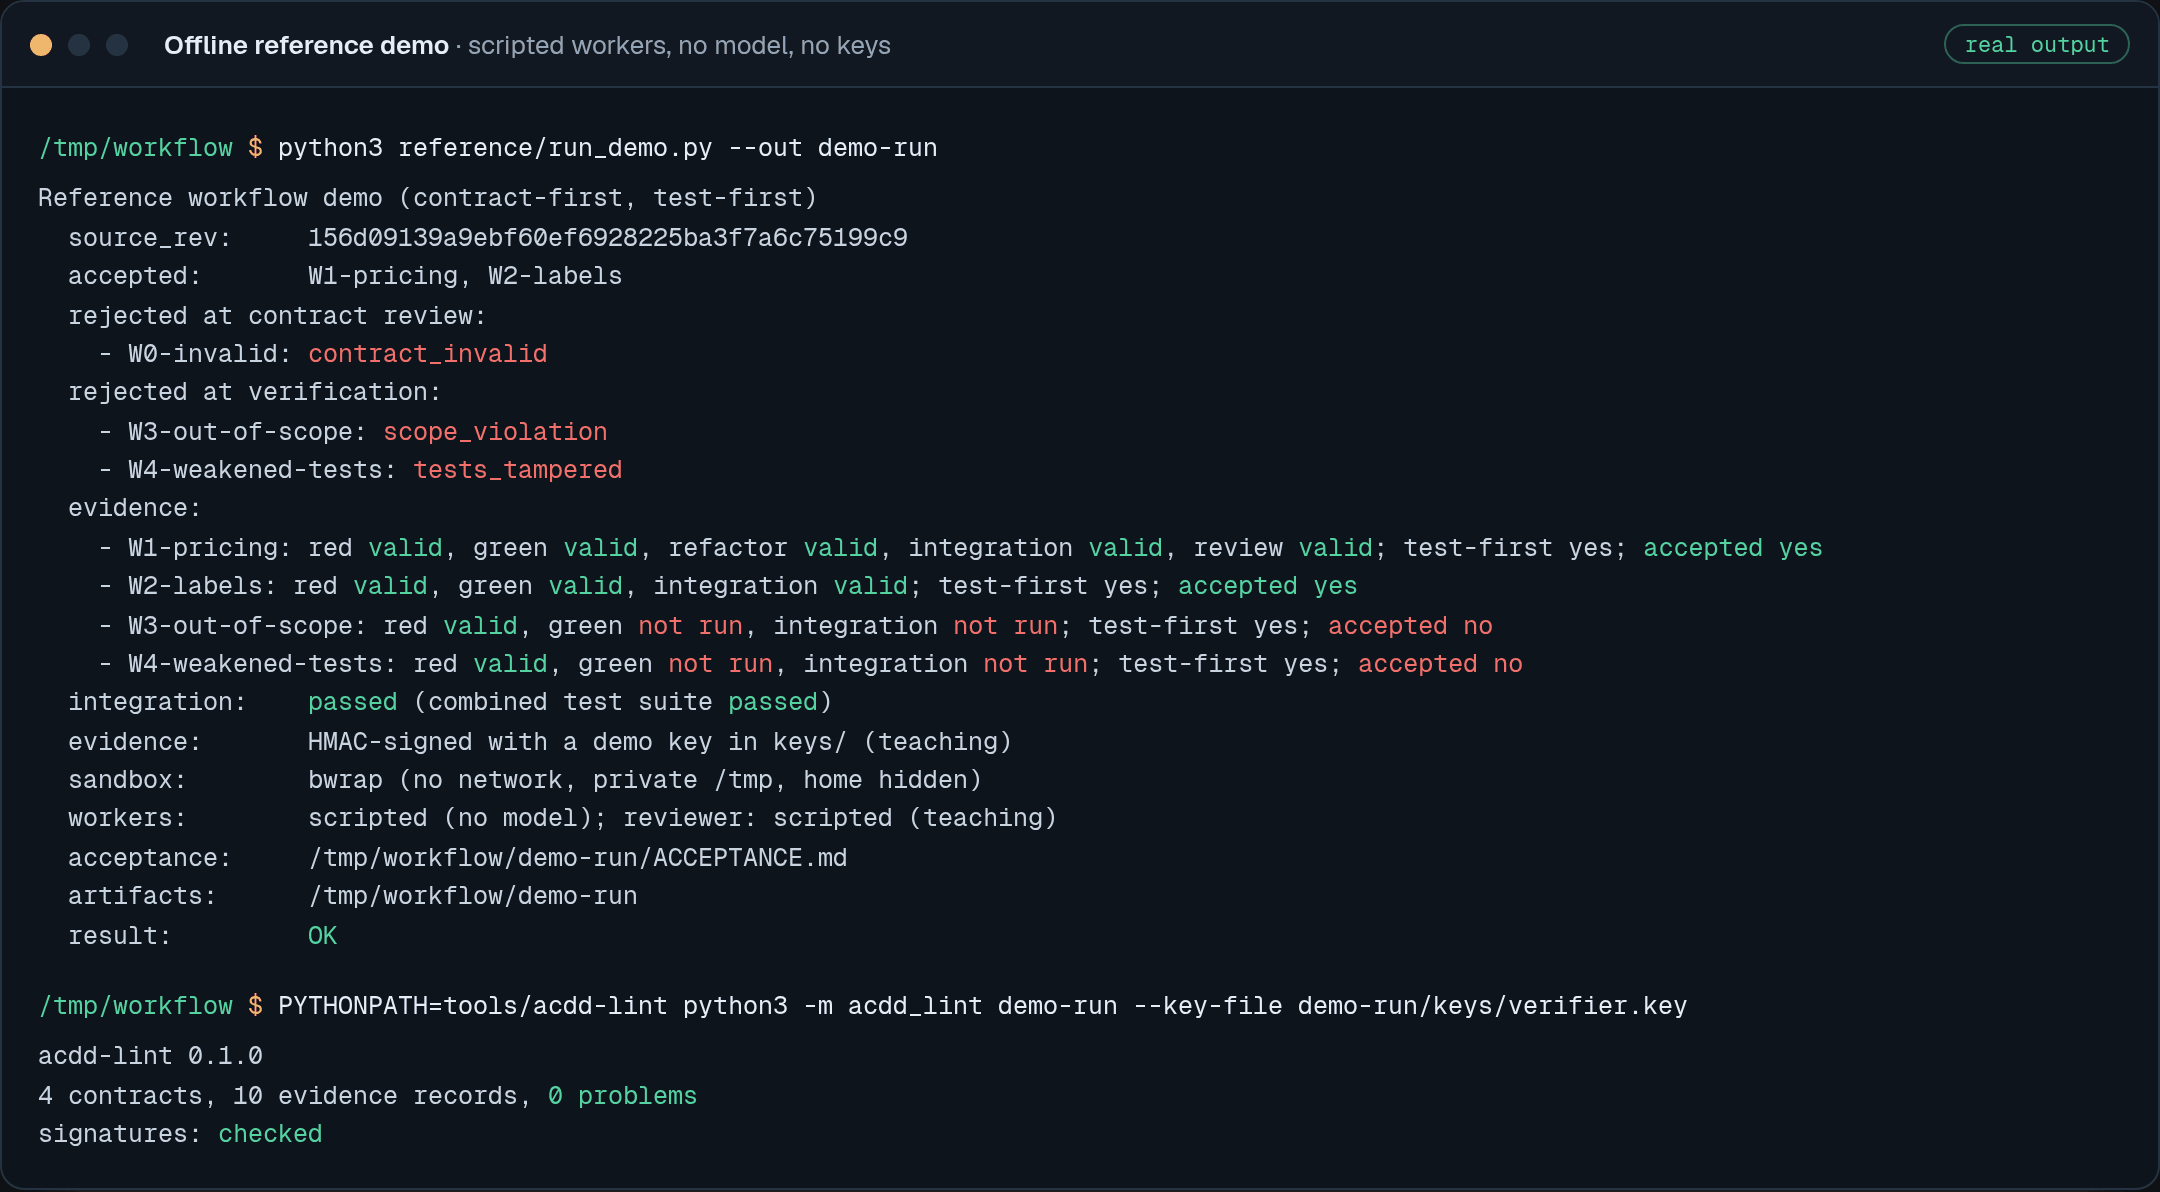 Offline reference demo · scripted workers, no model, no keys
real output
/tmp/workflow $ python3 reference/run_demo.py --out demo-run
Reference workflow demo (contract-first, test-first)
source_rev: 156d09139a9ebf60ef6928225ba3f7a6c75199c9
accepted: W1-pricing, W2-labels
rejected at contract review:
- W0-invalid: contract_invalid
rejected at verification:
- W3-out-of-scope: scope_violation
- W4-weakened-tests: tests_tampered
evidence:
- W1-pricing: red valid, green valid, refactor valid, integration valid, review valid; test-first yes; accepted yes
- W2-labels: red valid, green valid, integration valid; test-first yes; accepted yes
- W3-out-of-scope: red valid, green not run, integration not run; test-first yes; accepted no
- W4-weakened-tests: red valid, green not run, integration not run; test-first yes; accepted no
integration: passed (combined test suite passed)
evidence: HMAC-signed with a demo key in keys/ (teaching)
sandbox: bwrap (no network, private /tmp, home hidden)
workers: scripted (no model); reviewer: scripted (teaching)
acceptance: /tmp/workflow/demo-run/ACCEPTANCE.md
artifacts: /tmp/workflow/demo-run
result: OK
/tmp/workflow $ PYTHONPATH=tools/acdd-lint python3 -m acdd_lint demo-run --key-file demo-run/keys/verifier.key
acdd-lint 0.1.0
4 contracts, 10 evidence records, 0 problems
signatures: checked